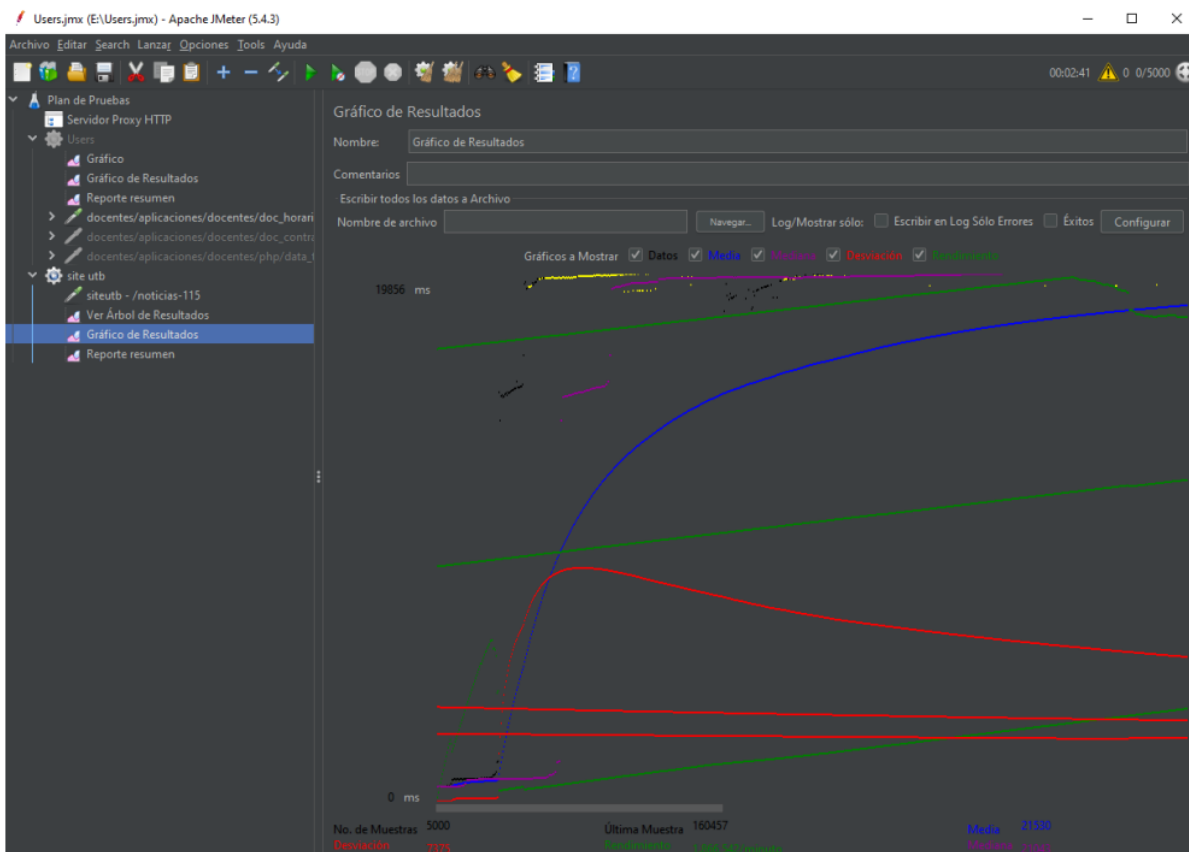 Users.jmx (E:\Users.jmx) - Apache JMeter (5.4.3)
Archivo Editar Search Lanzar Opciones Tools Ayuda
00:02:41 0 0/5000
Plan de Pruebas
Servidor Proxy HTTP
Users
Gráfico
Gráfico de Resultados
Reporte resumen
docentes/aplicaciones/docentes/doc_horari
docentes/aplicaciones/docentes/doc_contro
docentes/aplicaciones/docentes/php/data_
site utb
siteutb - /noticias-115
Ver Árbol de Resultados
Gráfico de Resultados
Reporte resumen
Gráfico de Resultados
Nombre: Gráfico de Resultados
Comentarios
Escribir todos los datos a Archivo
Nombre de archivo Navegar... Log/Mostrar sólo: Escribir en Log Sólo Errores Éxitos Configurar
Gráficos a Mostrar Datos Media Mediana Desviación Rendimiento
19856 ms
0 ms
No. de Muestras 5000 Última Muestra 160457 Media 21530
Desviación 7375 Rendimiento